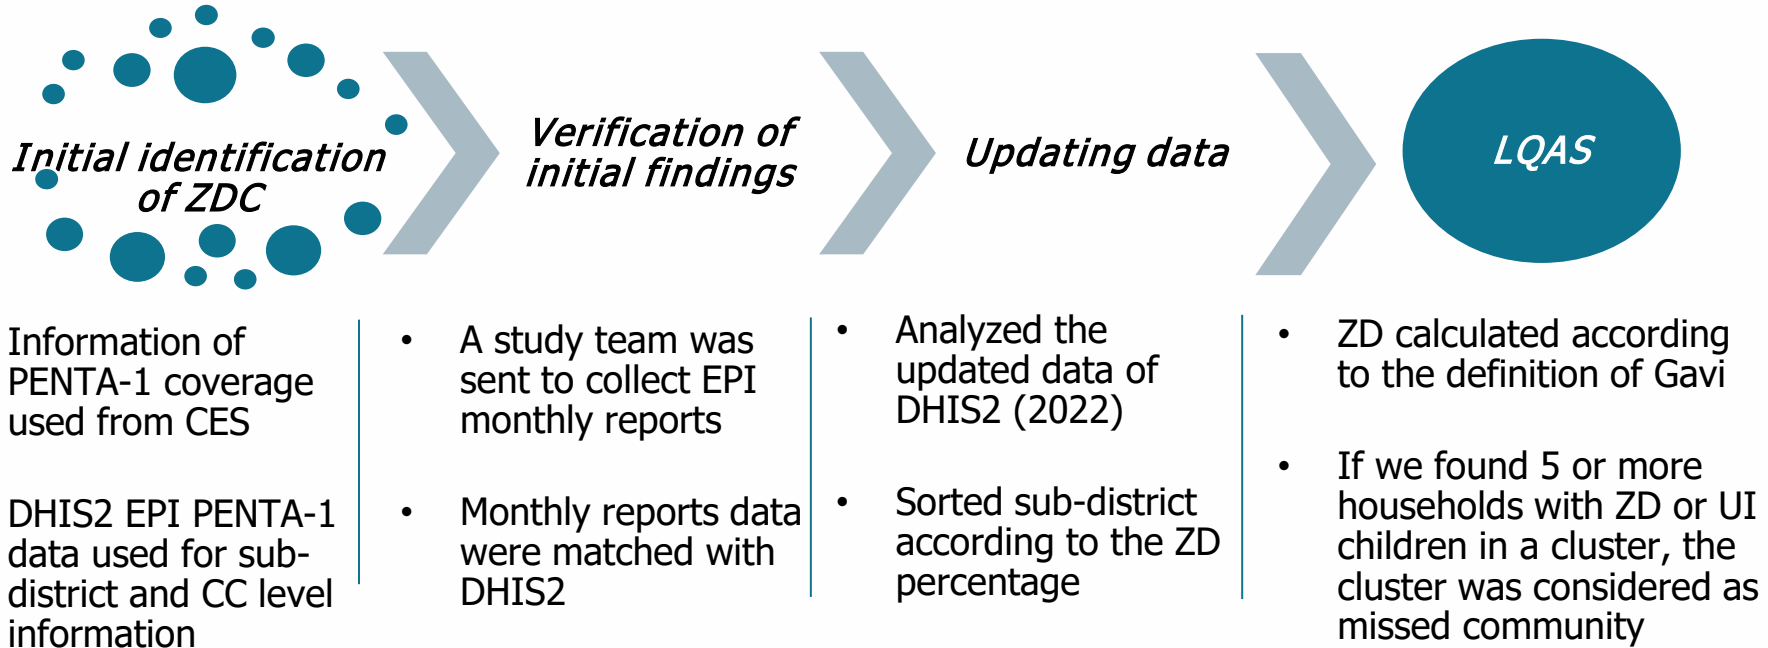 Initial identification
of ZDC
Verification of
initial findings
Updating data
LQAS
Information of
PENTA-1 coverage
used from CES
DHIS2 EPI PENTA-1
data used for sub-
district and CC level
information
• A study team was
sent to collect EPI
monthly reports
• Monthly reports data
were matched with
DHIS2
• Analyzed the
updated data of
DHIS2 (2022)
• Sorted sub-district
according to the ZD
percentage
• ZD calculated according
to the definition of Gavi
• If we found 5 or more
households with ZD or UI
children in a cluster, the
cluster was considered as
missed community